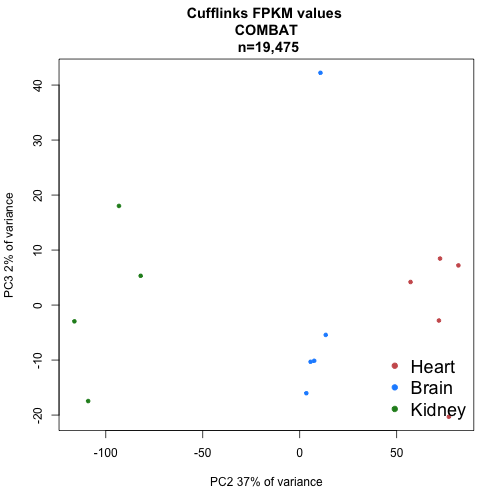 Cufflinks FPKM values
COMBAT
n=19,475
PC3 2% of variance
40
30
20
10
0
-10
-20
Heart
Brain
Kidney
-100
-50
0
50
PC2 37% of variance